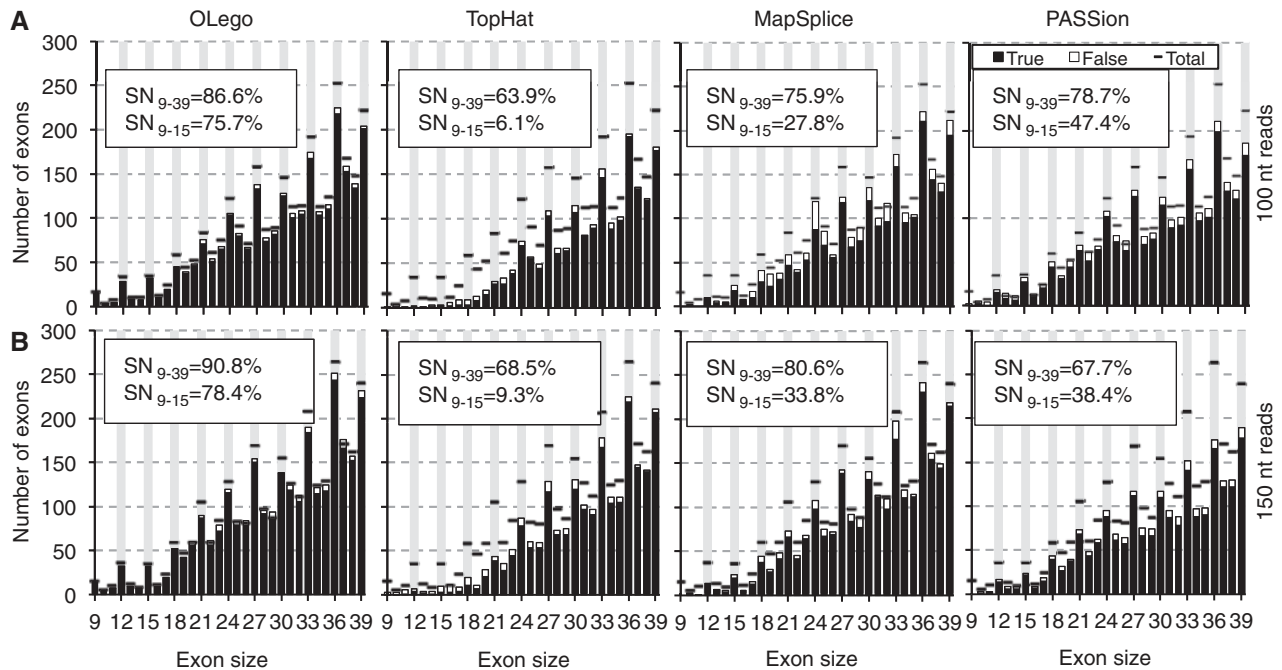 A
OLego
TopHat
MapSplice
PASSion
True False Total
300
250
200
150
100
50
0
Number of exons
SN 9-39=86.6%
SN 9-15=75.7%
SN 9-39=63.9%
SN 9-15=6.1%
SN 9-39=75.9%
SN 9-15=27.8%
SN 9-39=78.7%
SN 9-15=47.4%
100 nt reads
B
300
250
200
150
100
50
0
Number of exons
SN 9-39=90.8%
SN 9-15=78.4%
SN 9-39=68.5%
SN 9-15=9.3%
SN 9-39=80.6%
SN 9-15=33.8%
SN 9-39=67.7%
SN 9-15=38.4%
150 nt reads
9 12 15 18 21 24 27 30 33 36 39
9 12 15 18 21 24 27 30 33 36 39
9 12 15 18 21 24 27 30 33 36 39
9 12 15 18 21 24 27 30 33 36 39
Exon size
Exon size
Exon size
Exon size